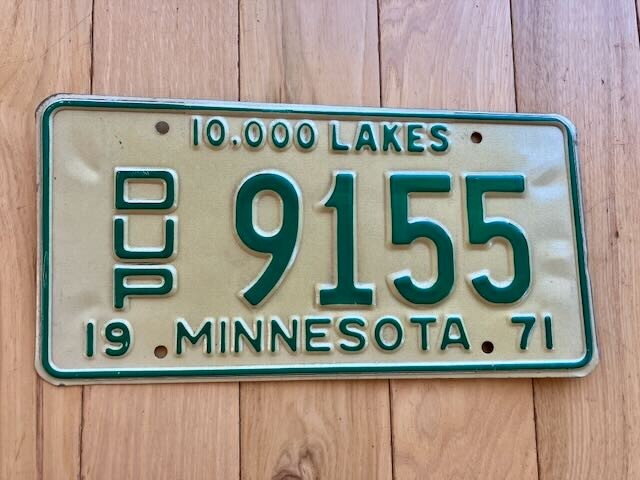 10,000 LAKES
DUP 9155
19 MINNESOTA 71